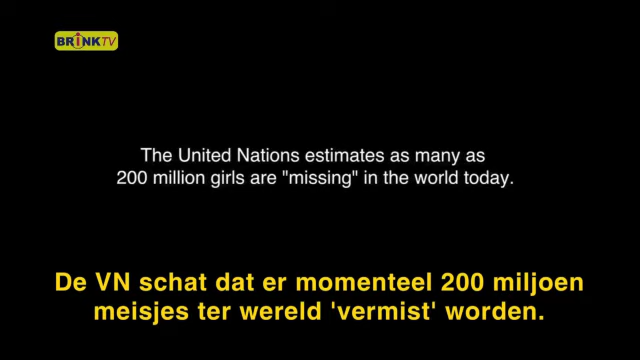 BRiNKTV
The United Nations estimates as many as
200 million girls are "missing" in the world today.
De VN schat dat er momenteel 200 miljoen
meisjes ter wereld 'vermist' worden.